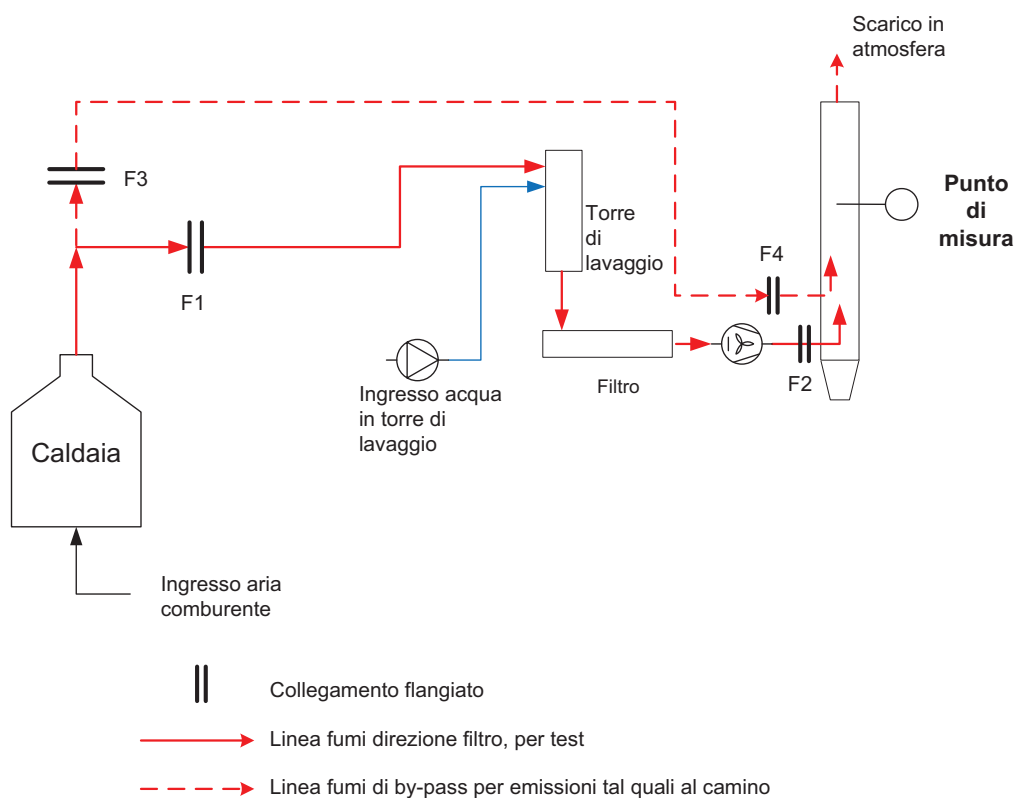 Scarico in
atmosfera
F3
Punto
di
misura
Torre
di
lavaggio
F4
F1
F2
Filtro
Ingresso acqua
in torre di
lavaggio
Caldaia
Ingresso aria
comburente
Collegamento flangiato
Linea fumi direzione filtro, per test
Linea fumi di by-pass per emissioni tal quali al camino